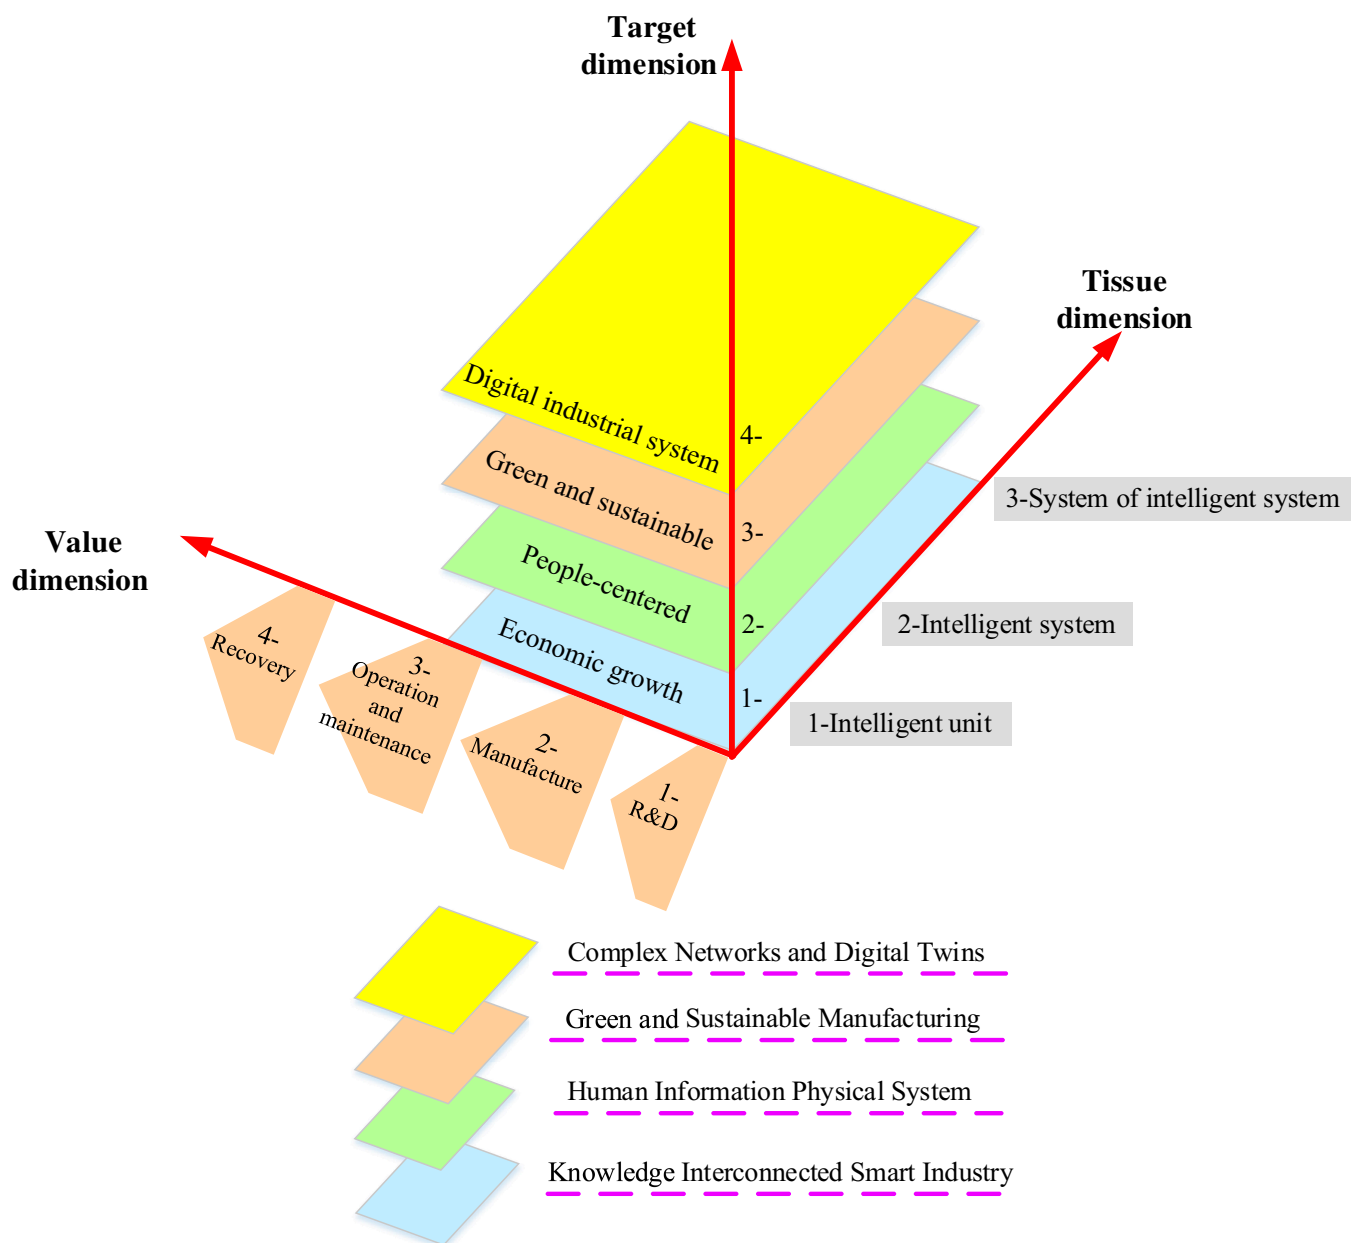 Target
dimension
Tissue
dimension
Digital industrial system
4-
Green and sustainable
3-
3-System of intelligent system
Value
dimension
People-centered
2-
2-Intelligent system
Economic growth
1-
1-Intelligent unit
4-
Recovery
3-
Operation
and
maintenance
2-
Manufacture
1-
R&D
Complex Networks and Digital Twins
Green and Sustainable Manufacturing
Human Information Physical System
Knowledge Interconnected Smart Industry